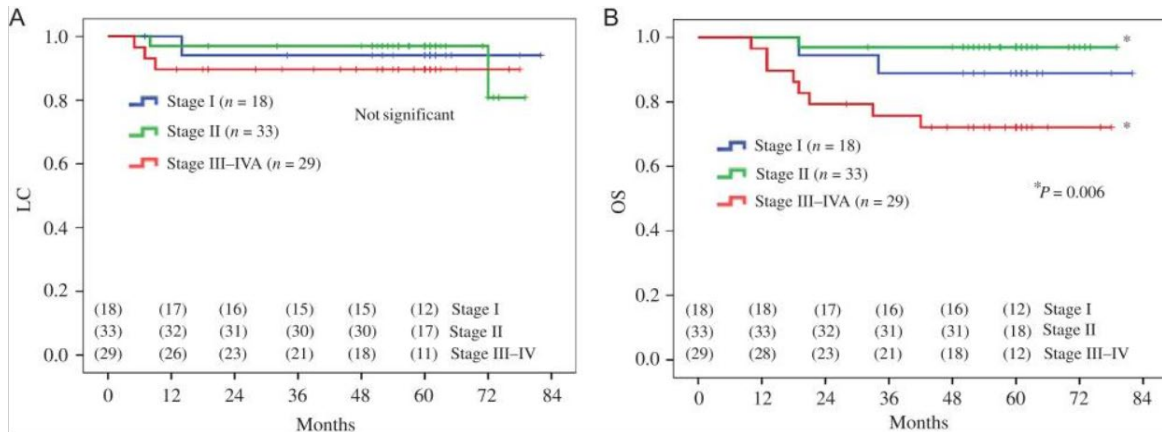 A
LC
1.0
0.8
0.6
0.4
0.2
0.0
Stage I (n = 18)
Stage II (n = 33)
Stage III–IVA (n = 29)
Not significant
(18) (17) (16) (15) (15) (12) Stage I
(33) (32) (31) (30) (30) (17) Stage II
(29) (26) (23) (21) (18) (11) Stage III–IV
0 12 24 36 48 60 72 84
Months
B
OS
1.0
0.8
0.6
0.4
0.2
0.0
*
*
Stage I (n = 18)
Stage II (n = 33)
Stage III–IVA (n = 29)
*P = 0.006
(18) (18) (17) (16) (16) (12) Stage I
(33) (33) (32) (31) (31) (18) Stage II
(29) (28) (23) (21) (18) (12) Stage III–IV
0 12 24 36 48 60 72 84
Months